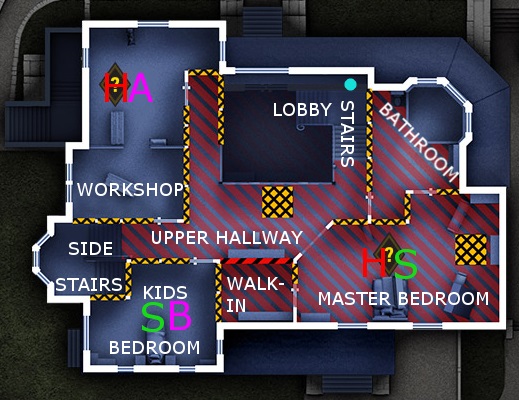 ?
HA
LOBBY
STAIRS
BATHROOM
WORKSHOP
UPPER HALLWAY
SIDE
STAIRS
KIDS
SB
BEDROOM
WALK-
IN
?
HS
MASTER BEDROOM